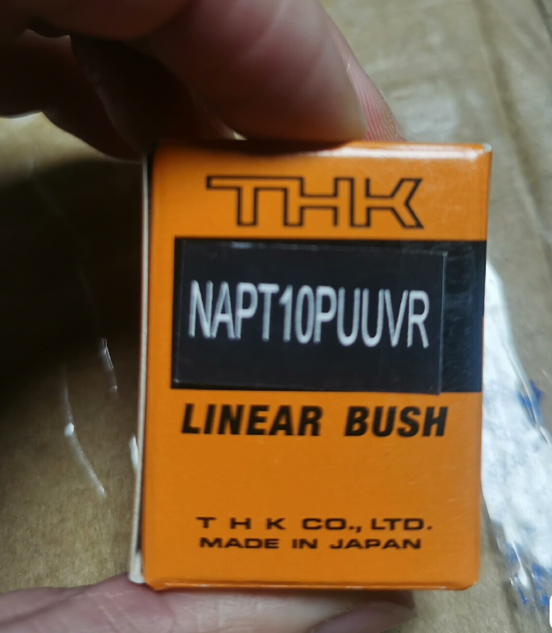 THK
NAPT10PUUVR
LINEAR BUSH
T H K CO., LTD.
MADE IN JAPAN